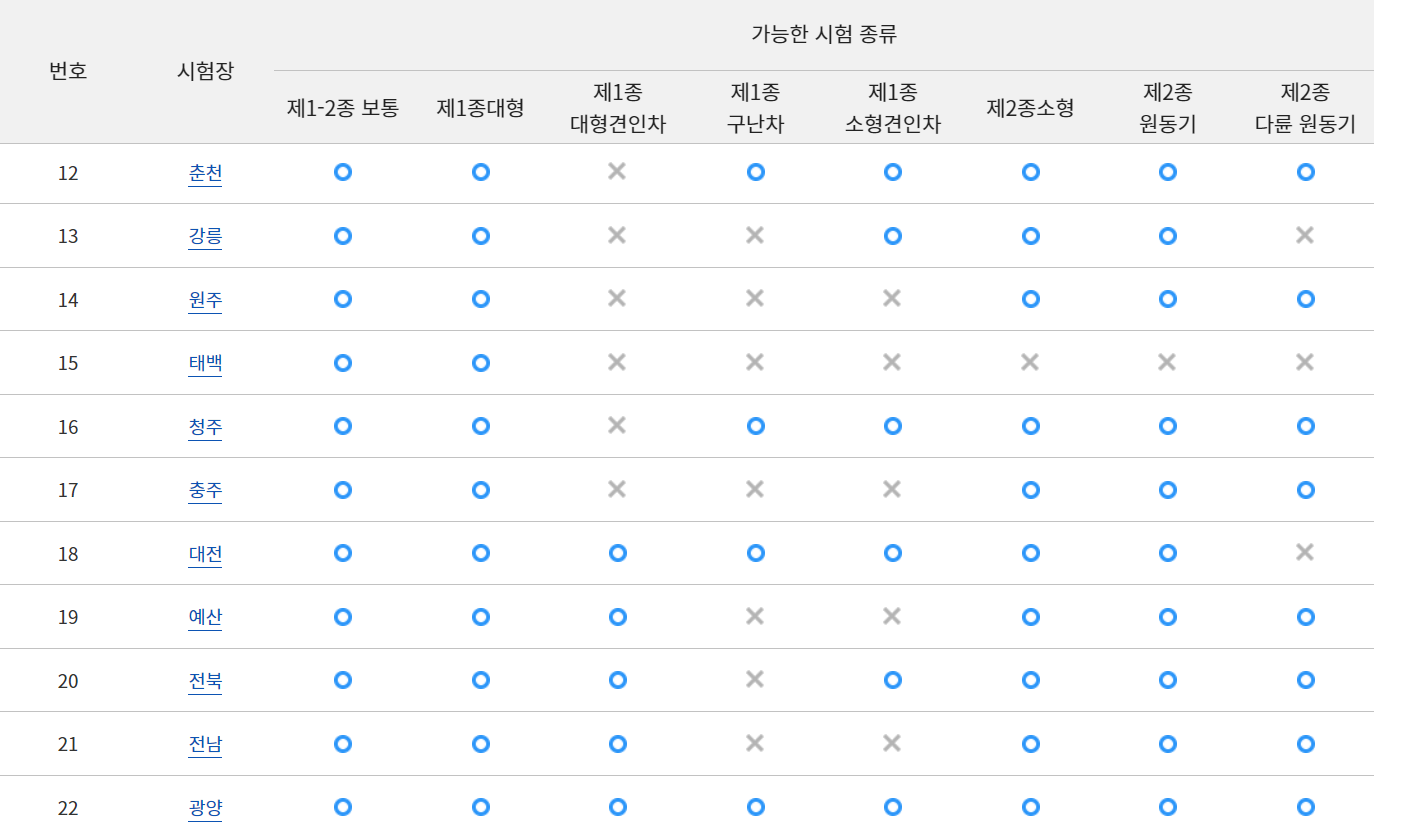 번호 시험장 가능한 시험 종류
제1-2종 보통 제1종대형 제1종 대형견인차 제1종 구난차 제1종 소형견인차 제2종소형 제2종 원동기 제2종 다륜 원동기
12 춘천
13 강릉
14 원주
15 태백
16 청주
17 충주
18 대전
19 예산
20 전북
21 전남
22 광양